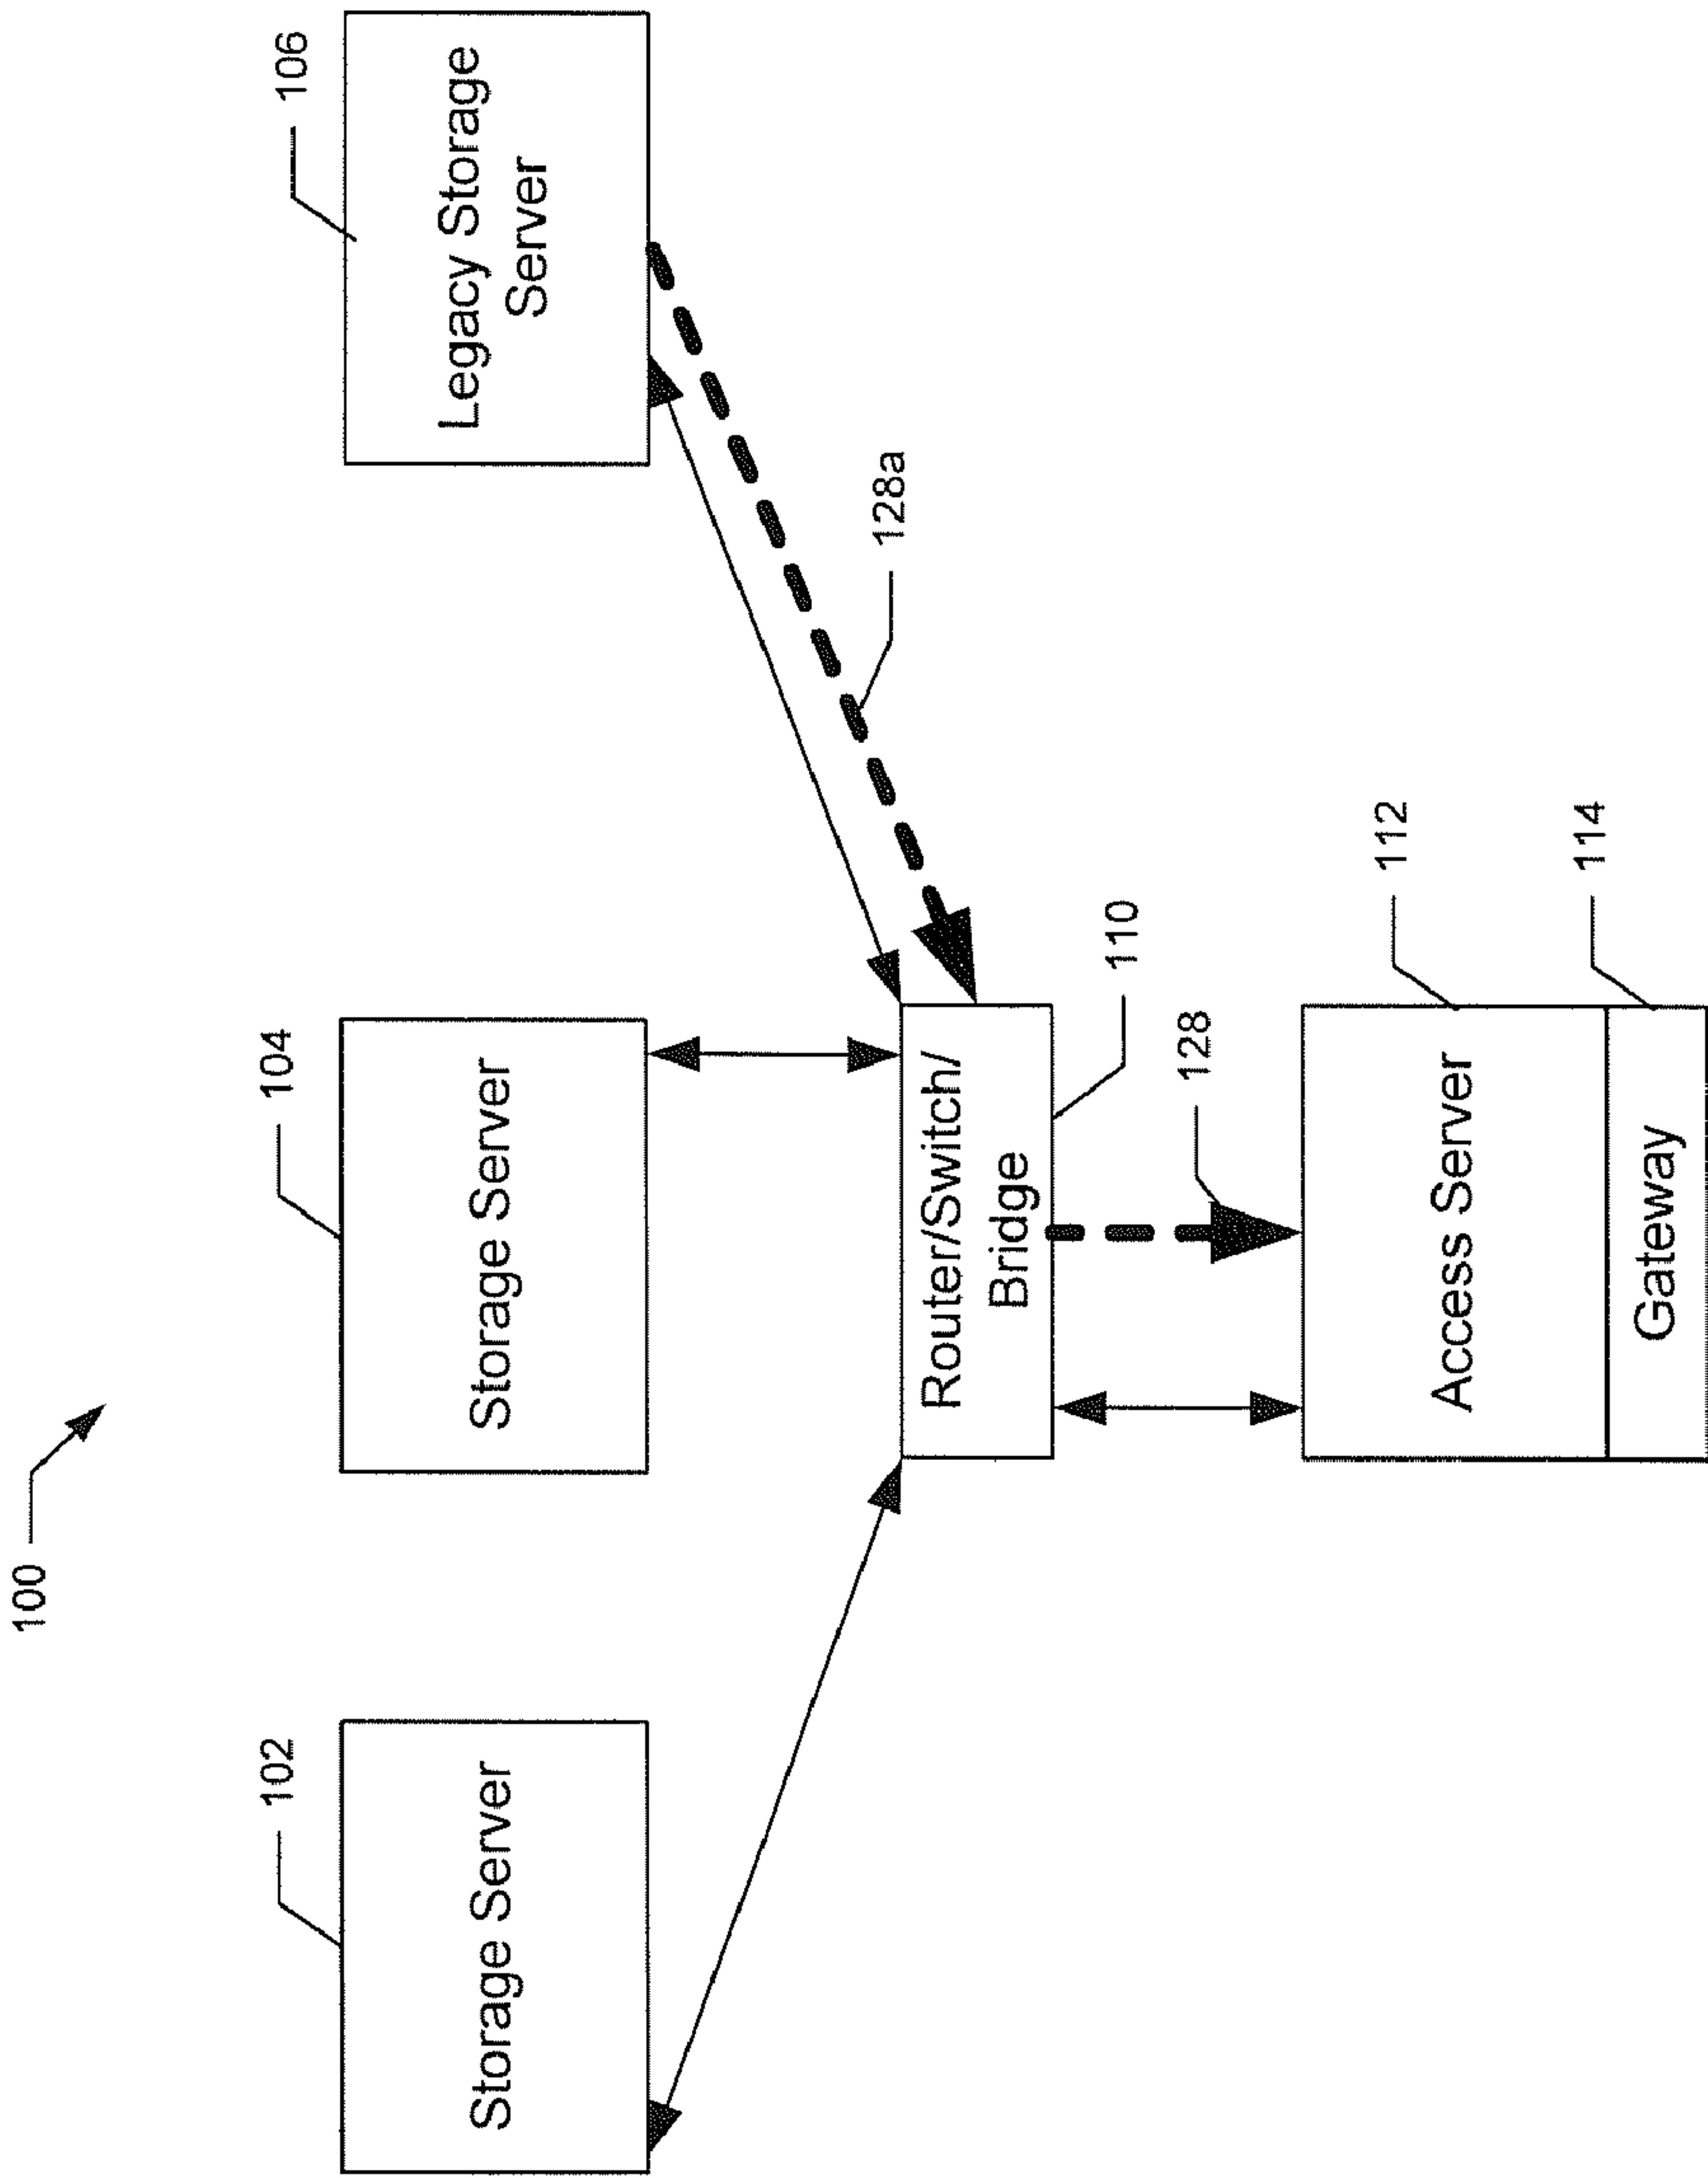 100
102
Storage Server
104
Storage Server
106
Legacy Storage
Server
128a
Router/Switch/
Bridge
110
128
Access Server
112
Gateway
114